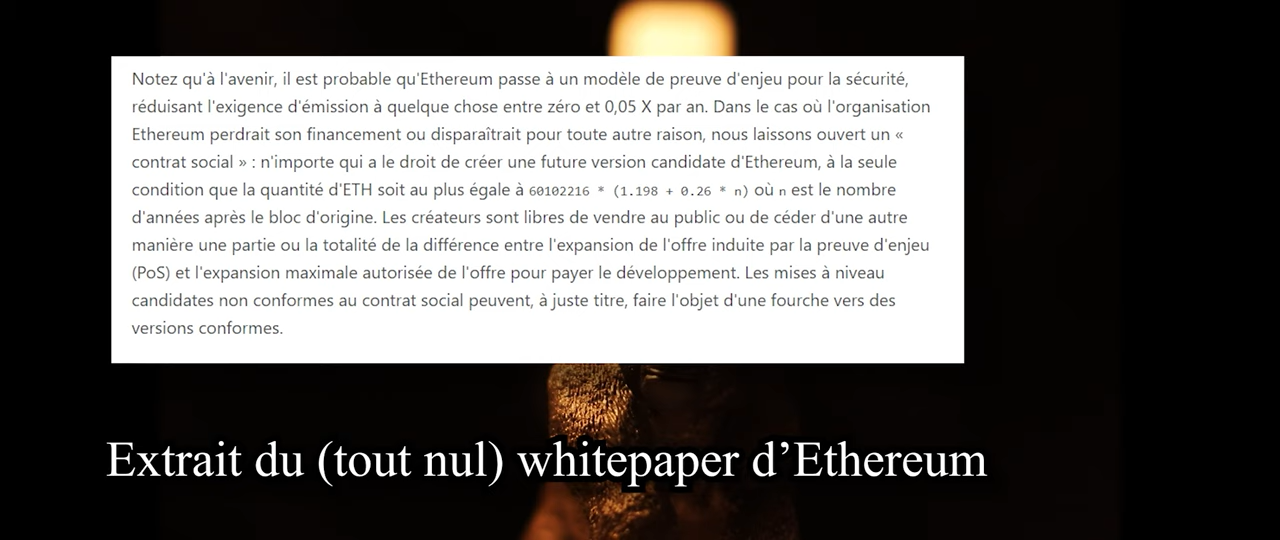 Notez qu'à l'avenir, il est probable qu'Ethereum passe à un modèle de preuve d'enjeu pour la sécurité,
réduisant l'exigence d'émission à quelque chose entre zéro et 0,05 X par an. Dans le cas où l'organisation
Ethereum perdrait son financement ou disparaîtrait pour toute autre raison, nous laissons ouvert un «
contrat social » : n'importe qui a le droit de créer une future version candidate d'Ethereum, à la seule
condition que la quantité d'ETH soit au plus égale à 60102216 * (1.198 + 0.26 * n) où n est le nombre
d'années après le bloc d'origine. Les créateurs sont libres de vendre au public ou de céder d'une autre
manière une partie ou la totalité de la différence entre l'expansion de l'offre induite par la preuve d'enjeu
(PoS) et l'expansion maximale autorisée de l'offre pour payer le développement. Les mises à niveau
candidates non conformes au contrat social peuvent, à juste titre, faire l'objet d'une fourche vers des
versions conformes.
Extrait du (tout nul) whitepaper d’Ethereum